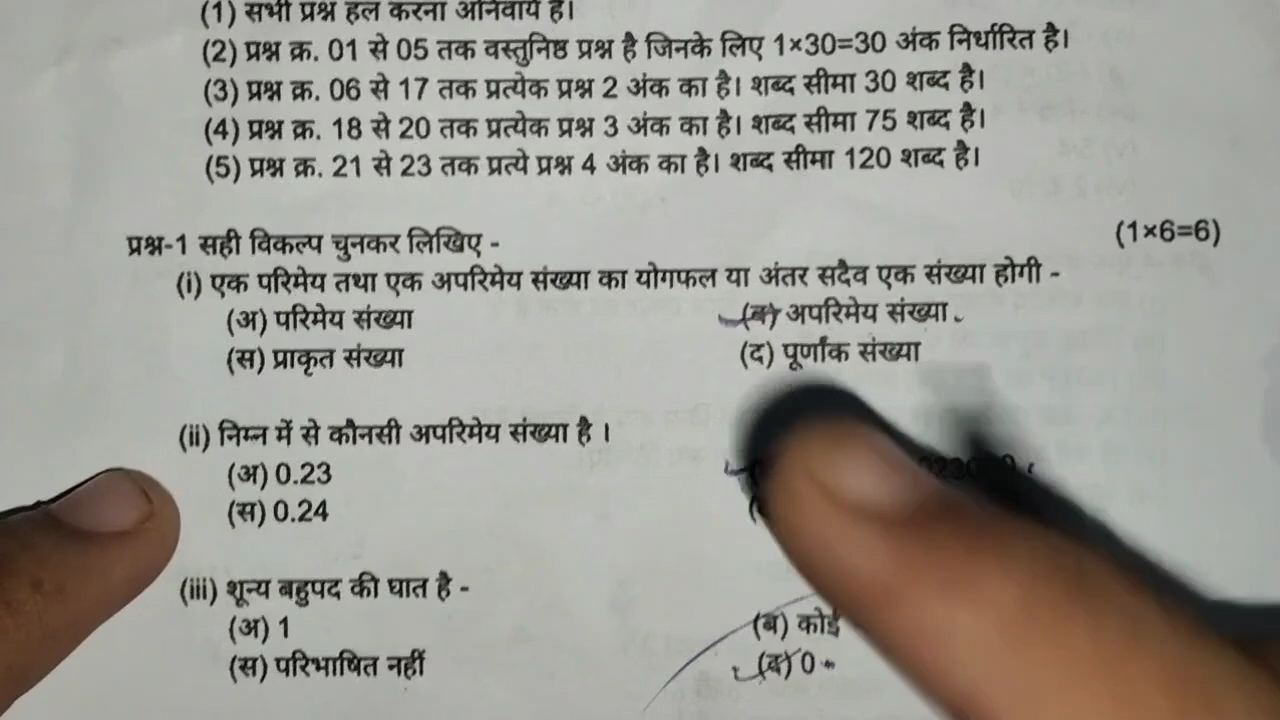 (1) सभी प्रश्न हल करना अनिवार्य है।
(2) प्रश्न क्र. 01 से 05 तक वस्तुनिष्ठ प्रश्न है जिनके लिए 1×30=30 अंक निर्धारित है।
(3) प्रश्न क्र. 06 से 17 तक प्रत्येक प्रश्न 2 अंक का है। शब्द सीमा 30 शब्द है।
(4) प्रश्न क्र. 18 से 20 तक प्रत्येक प्रश्न 3 अंक का है। शब्द सीमा 75 शब्द है।
(5) प्रश्न क्र. 21 से 23 तक प्रत्ये प्रश्न 4 अंक का है। शब्द सीमा 120 शब्द है।
प्रश्न-1 सही विकल्प चुनकर लिखिए - (1×6=6)
(i) एक परिमेय तथा एक अपरिमेय संख्या का योगफल या अंतर सदैव एक संख्या होगी -
(अ) परिमेय संख्या (ब) अपरिमेय संख्या
(स) प्राकृत संख्या (द) पूर्णांक संख्या
(ii) निम्न में से कौनसी अपरिमेय संख्या है ।
(अ) 0.23
(स) 0.24
(iii) शून्य बहुपद की घात है -
(अ) 1 (ब) कोई
(स) परिभाषित नहीं (द) 0